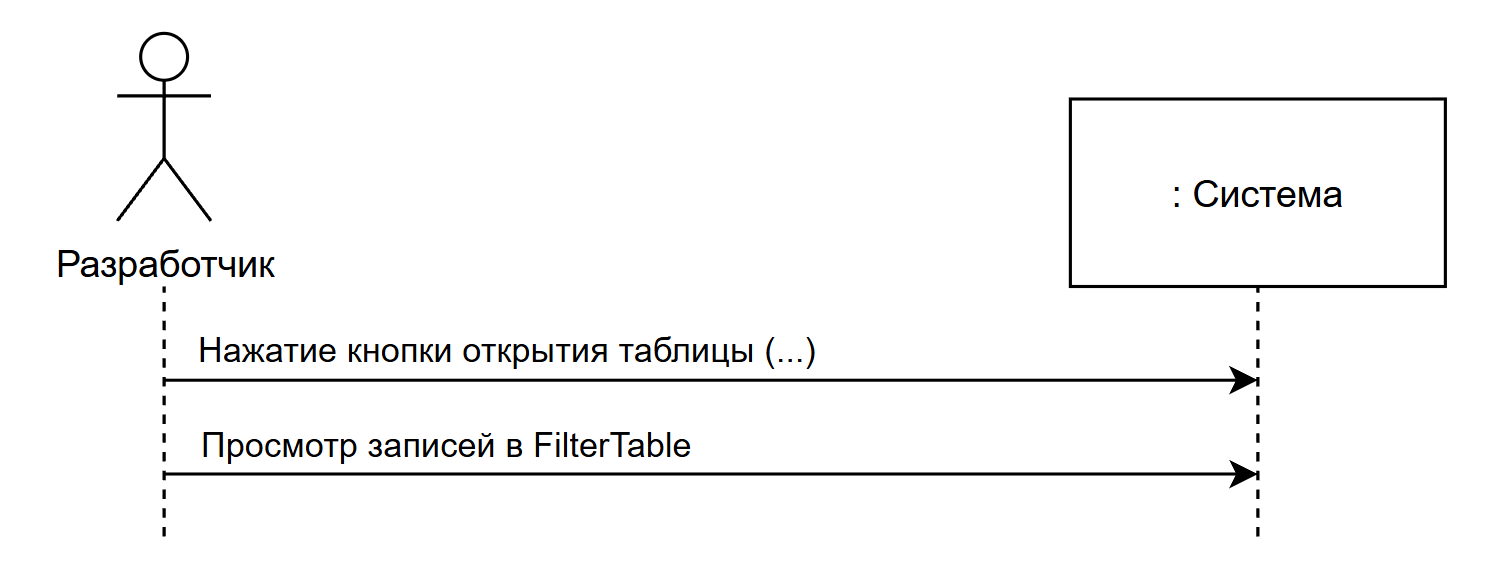 : Система
Разработчик
Нажатие кнопки открытия таблицы (...)
Просмотр записей в FilterTable